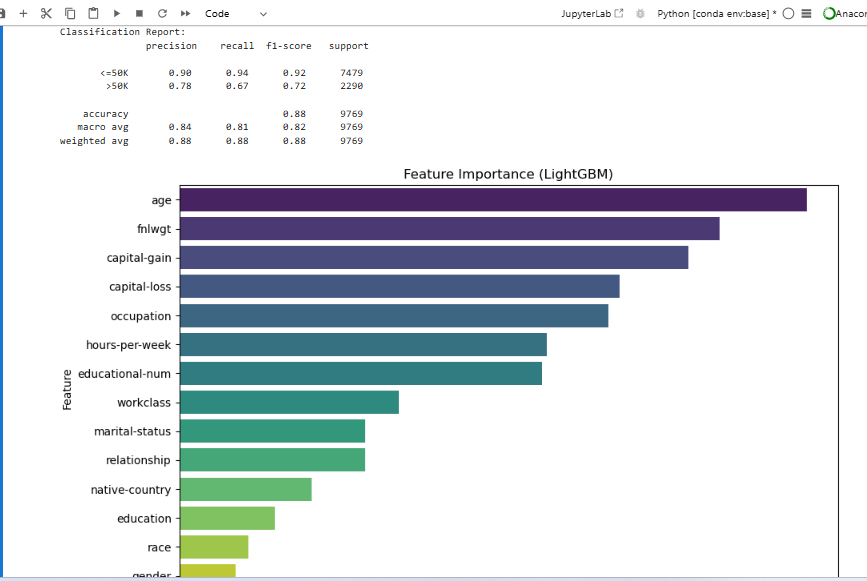 Code JupyterLab Python [conda env:base] * Anacon
Classification Report:
precision recall f1-score support
<=50K 0.90 0.94 0.92 7479
>50K 0.78 0.67 0.72 2290
accuracy 0.88 9769
macro avg 0.84 0.81 0.82 9769
weighted avg 0.88 0.88 0.88 9769
Feature Importance (LightGBM)
age
fnlwgt
capital-gain
capital-loss
occupation
hours-per-week
educational-num
Feature
workclass
marital-status
relationship
native-country
education
race
gender